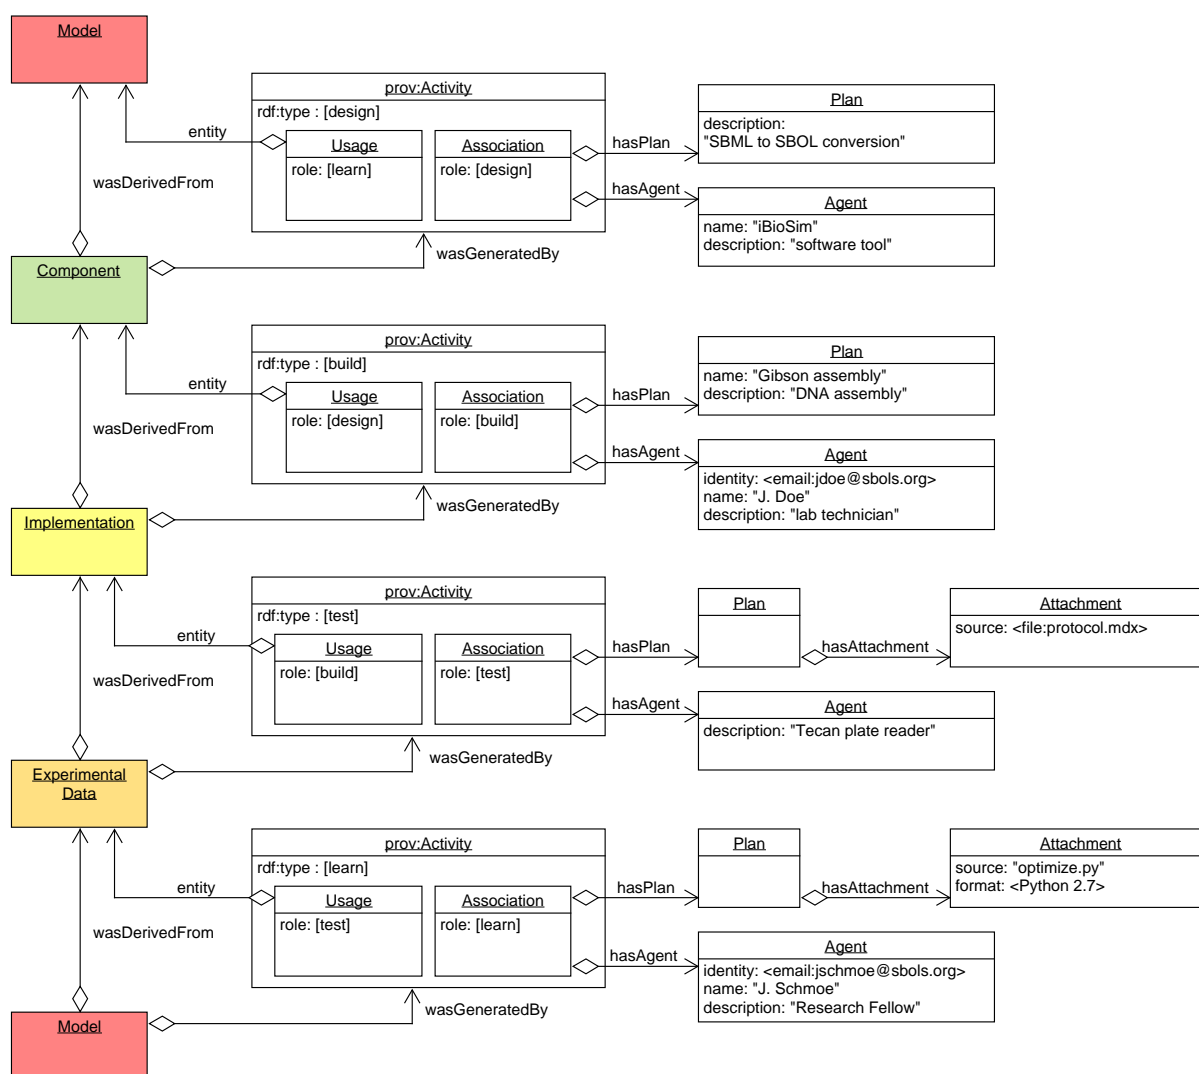 Model
prov:Activity
rdf:type : [design]
Usage
role: [learn]
Association
role: [design]
entity
wasDerivedFrom
hasPlan
Plan
description:
"SBML to SBOL conversion"
hasAgent
Agent
name: "iBioSim"
description: "software tool"
wasGeneratedBy
Component
prov:Activity
rdf:type : [build]
Usage
role: [design]
Association
role: [build]
entity
wasDerivedFrom
hasPlan
Plan
name: "Gibson assembly"
description: "DNA assembly"
hasAgent
Agent
identity: <email:jdoe@sbols.org>
name: "J. Doe"
description: "lab technician"
wasGeneratedBy
Implementation
prov:Activity
rdf:type : [test]
Usage
role: [build]
Association
role: [test]
entity
wasDerivedFrom
hasPlan
Plan
hasAttachment
Attachment
source: <file:protocol.mdx>
hasAgent
Agent
description: "Tecan plate reader"
wasGeneratedBy
Experimental
Data
prov:Activity
rdf:type : [learn]
Usage
role: [test]
Association
role: [learn]
entity
wasDerivedFrom
hasPlan
Plan
hasAttachment
Attachment
source: "optimize.py"
format: <Python 2.7>
hasAgent
Agent
identity: <email:jschmoe@sbols.org>
name: "J. Schmoe"
description: "Research Fellow"
wasGeneratedBy
Model